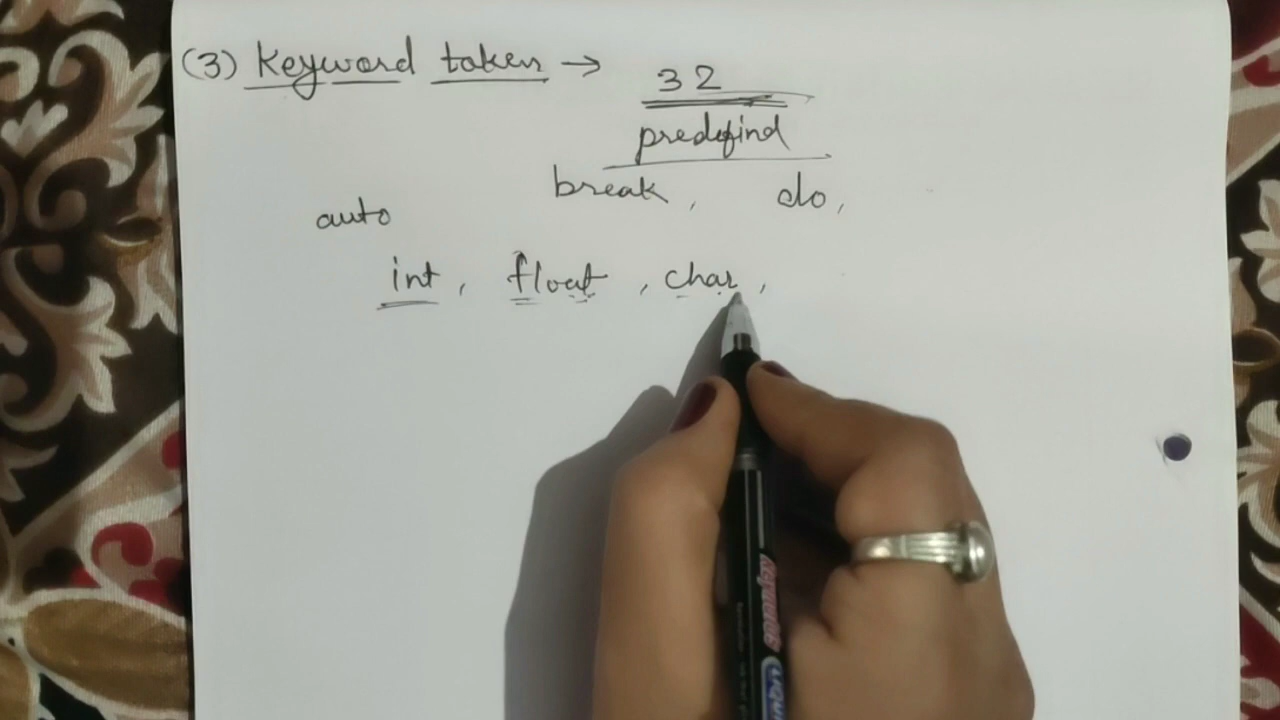 (3) Keyword token →
32
predefind
break, do,
auto
int, float, char,